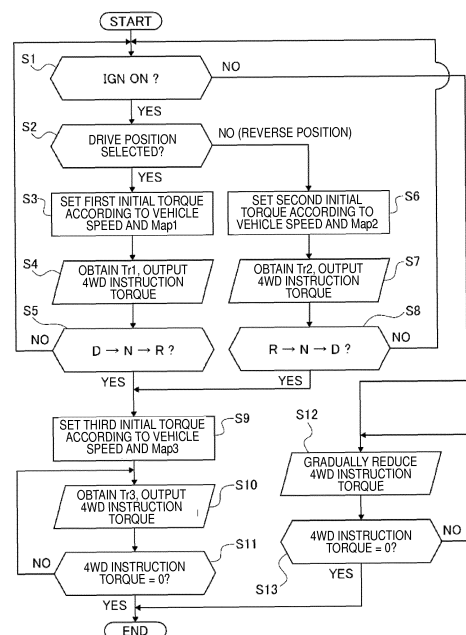 START
S1
IGN ON ?
NO
YES
S2
DRIVE POSITION
SELECTED?
NO (REVERSE POSITION)
YES
S3
SET FIRST INITIAL TORQUE
ACCORDING TO VEHICLE
SPEED AND Map1
SET SECOND INITIAL
TORQUE ACCORDING TO
VEHICLE SPEED AND Map2
S6
S4
OBTAIN Tr1, OUTPUT
4WD INSTRUCTION
TORQUE
OBTAIN Tr2, OUTPUT
4WD INSTRUCTION
TORQUE
S7
S5
NO
D → N → R ?
S8
R → N → D ?
NO
YES
YES
S9
SET THIRD INITIAL TORQUE
ACCORDING TO VEHICLE
SPEED AND Map3
S12
GRADUALLY REDUCE
4WD INSTRUCTION
TORQUE
OBTAIN Tr3, OUTPUT
4WD INSTRUCTION
TORQUE
S10
S11
NO
4WD INSTRUCTION
TORQUE = 0?
4WD INSTRUCTION
TORQUE = 0?
NO
S13
YES
YES
END